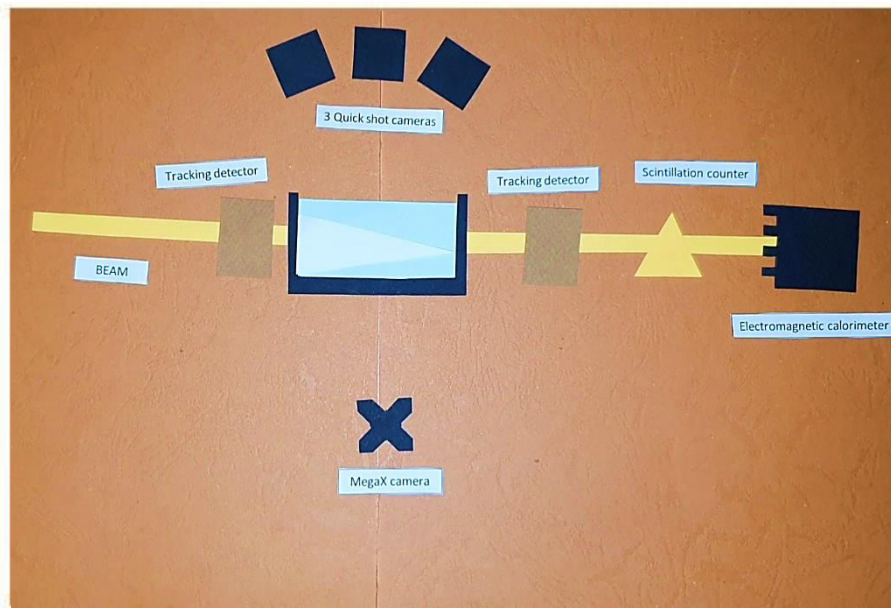 3 Quick shot cameras
Tracking detector
Tracking detector
Scintillation counter
BEAM
Electromagnetic calorimeter
MegaX camera